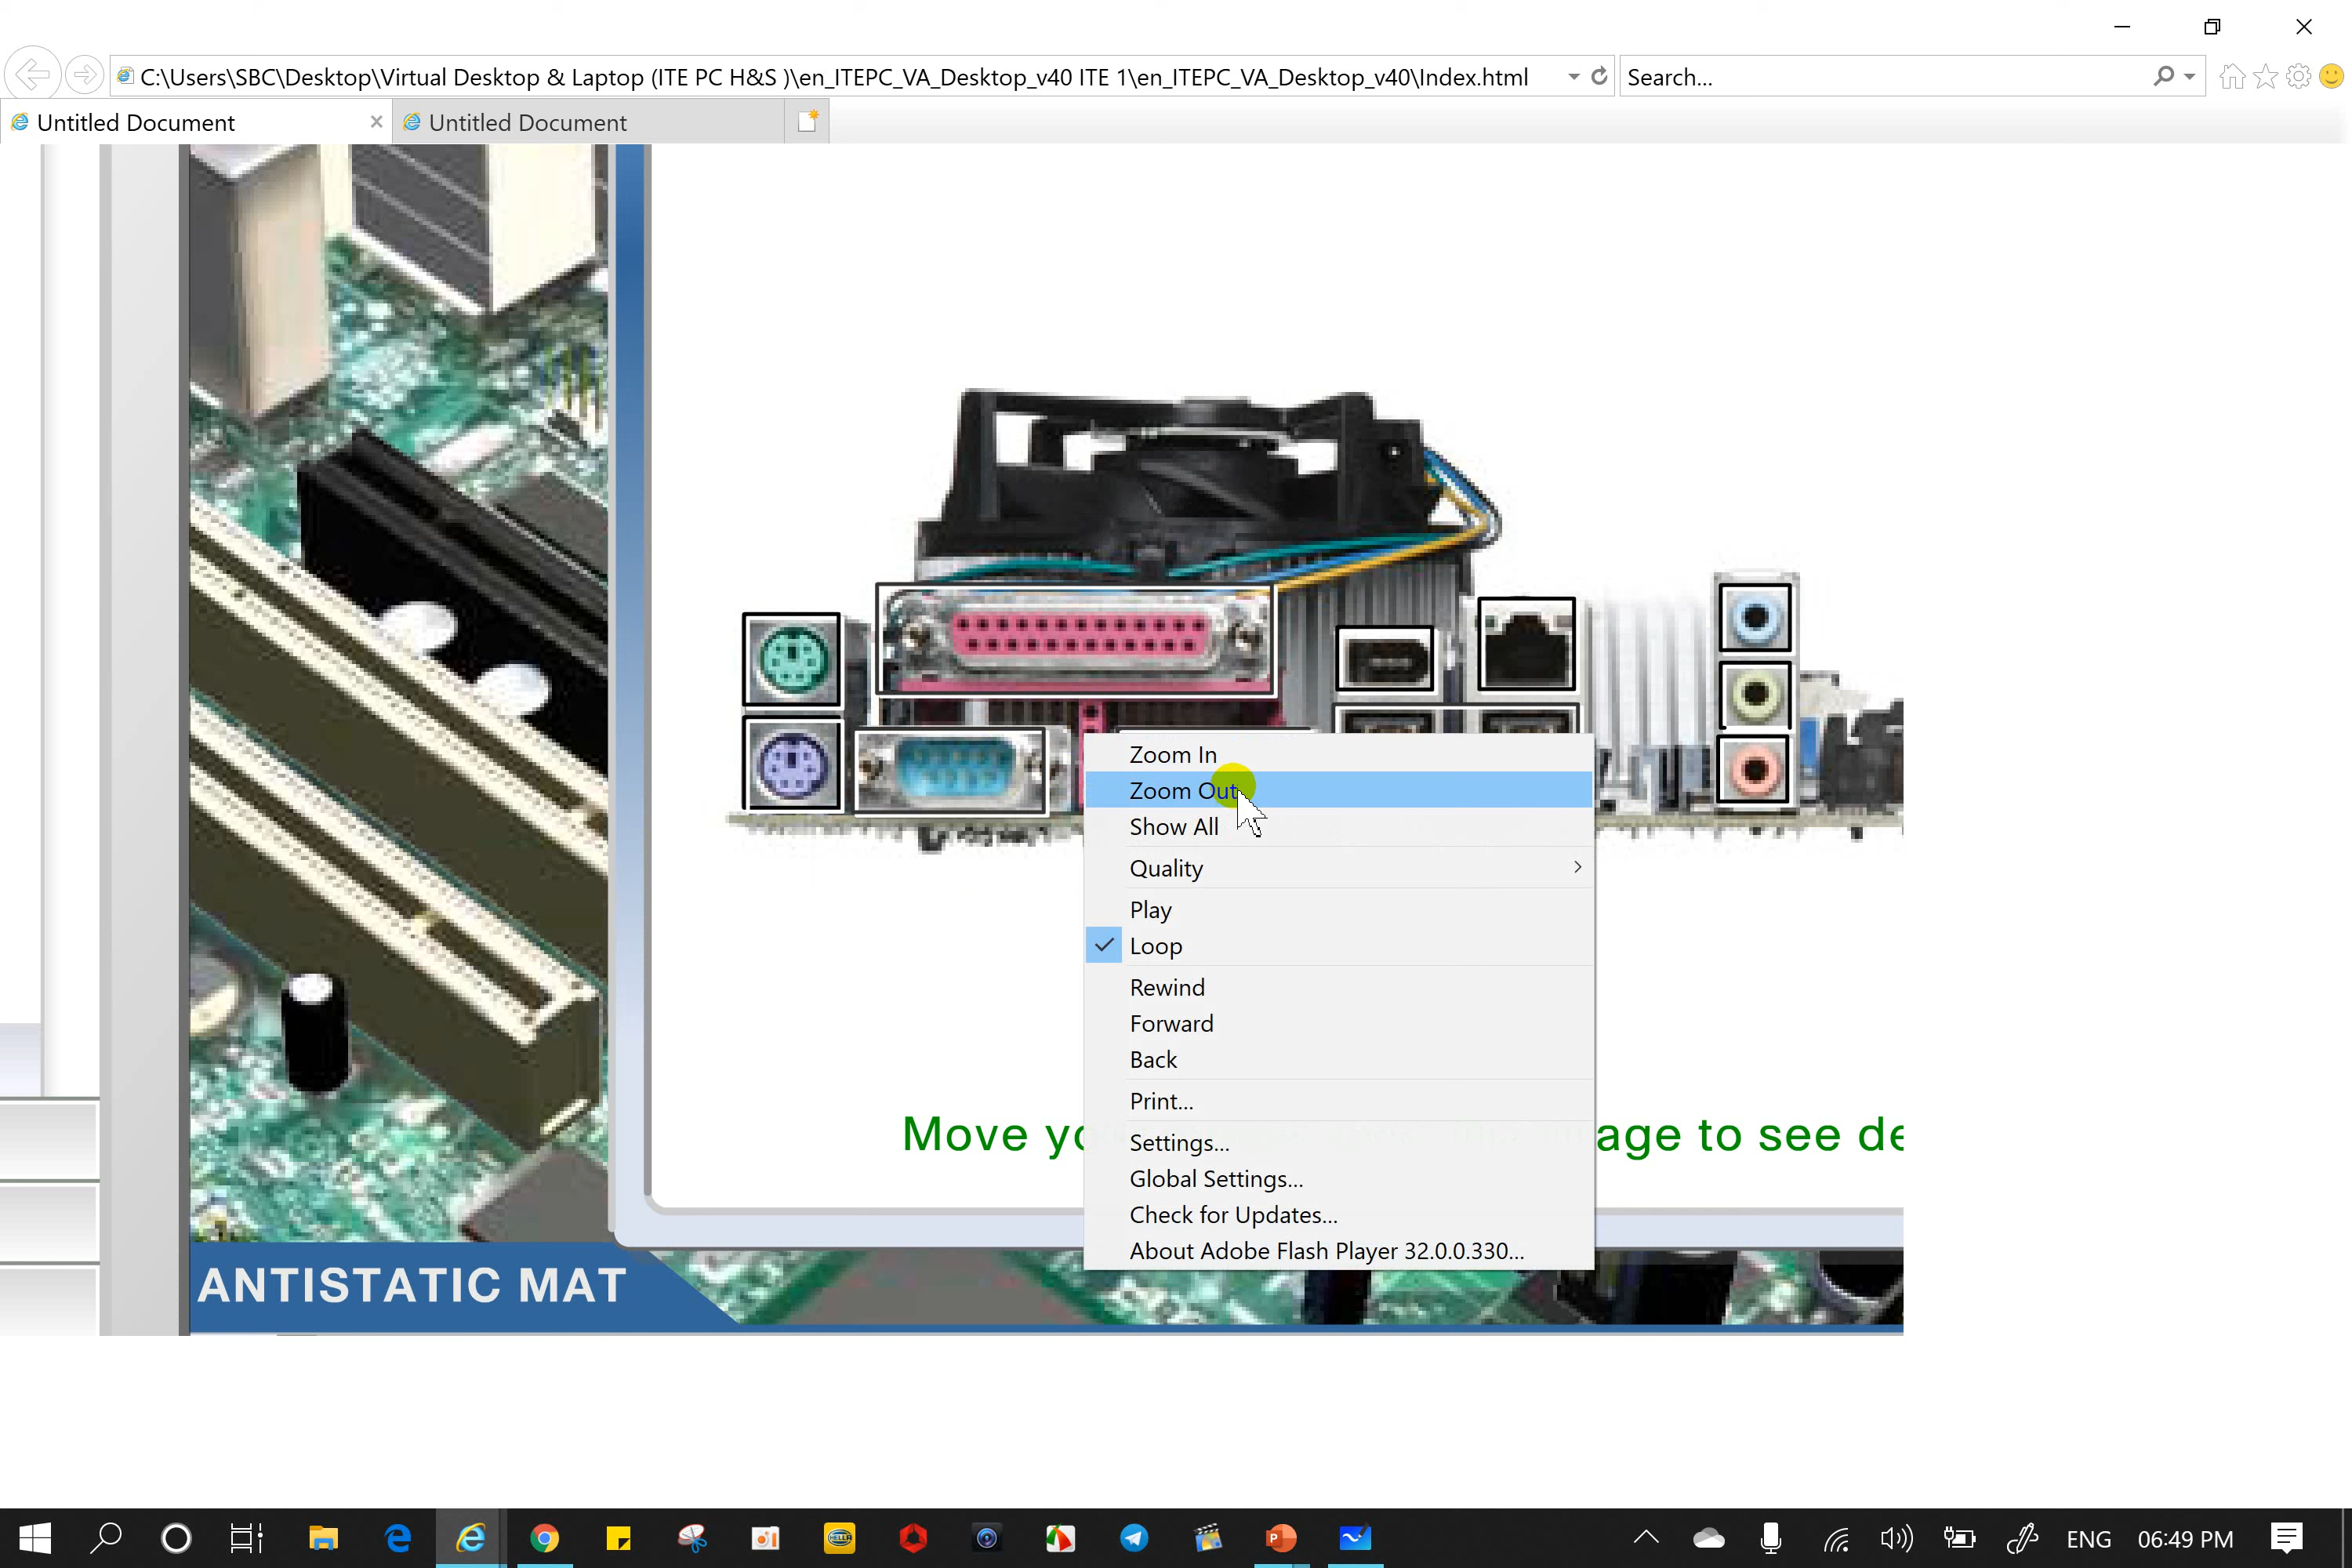 C:\Users\SBC\Desktop\Virtual Desktop & Laptop (ITE PC H&S )\en_ITEPC_VA_Desktop_v40 ITE 1\en_ITEPC_VA_Desktop_v40\Index.html
Search...
Untitled Document
Untitled Document
Zoom In
Zoom Out
Show All
Quality
Play
Loop
Rewind
Forward
Back
Print...
Move yo age to see de
Settings...
Global Settings...
Check for Updates...
About Adobe Flash Player 32.0.0.330...
ANTISTATIC MAT
HELLA
ENG
06:49 PM